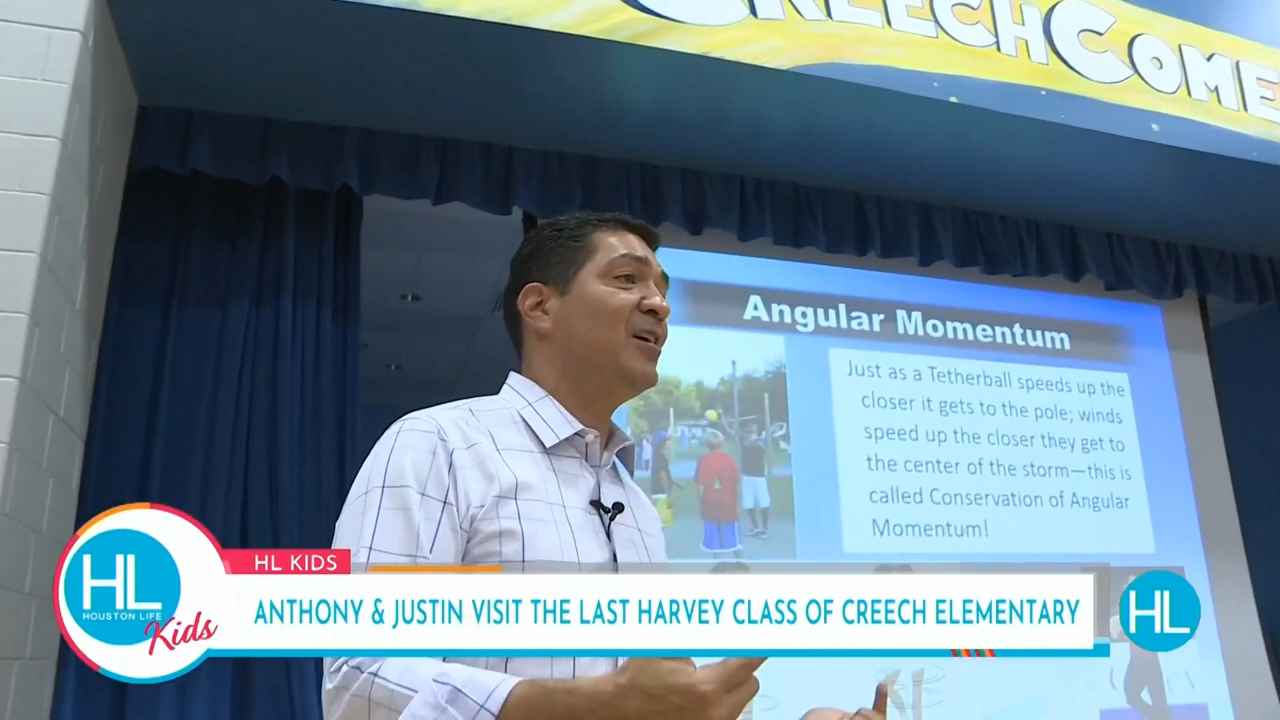 CREECH COME
Angular Momentum
Just as a Tetherball speeds up the
closer it gets to the pole; winds
speed up the closer they get to
the center of the storm—this is
called Conservation of Angular
Momentum!
HL KIDS
HL
HOUSTON LIFE
Kids
ANTHONY & JUSTIN VISIT THE LAST HARVEY CLASS OF CREECH ELEMENTARY
HL